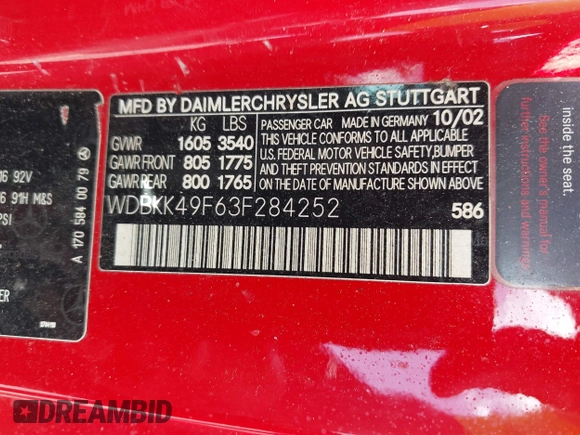 MFD BY DAIMLERCHRYSLER AG STUTTGART
KG LBS
GVWR 1605 3540
GAWR FRONT 805 1775
GAWR REAR 800 1765
PASSENGER CAR MADE IN GERMANY 10/02
THIS VEHICLE CONFORMS TO ALL APPLICABLE
U.S. FEDERAL MOTOR VEHICLE SAFETY, BUMPER
AND THEFT PREVENTION STANDARDS IN EFFECT
ON THE DATE OF MANUFACTURE SHOWN ABOVE.
WDBKK49F63F284252
586
06 92V
6 91H M&S
PSI
ER
A 170 584 00 79
inside the seat.
See the owner's manual for
further instructions and warnings
DREAMBID